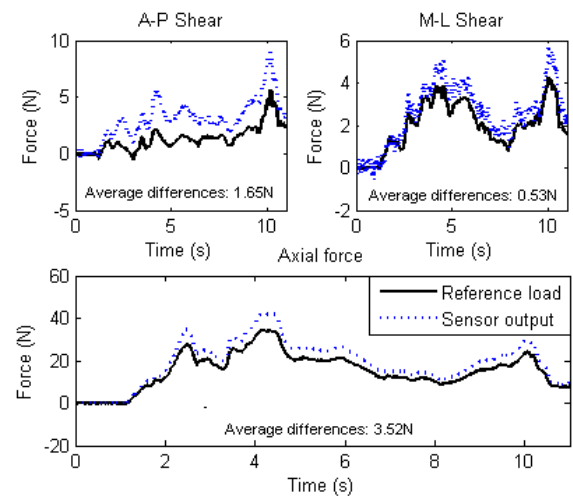 A-P Shear
M-L Shear
10
5
0
-5
Force (N)
Average differences: 1.65N
0
5
10
Time (s)
6
4
2
0
-2
Force (N)
Average differences: 0.53N
0
5
10
Time (s)
Axial force
60
40
20
0
-20
Force (N)
Reference load
Sensor output
Average differences: 3.52N
0
2
4
6
8
10
Time (s)